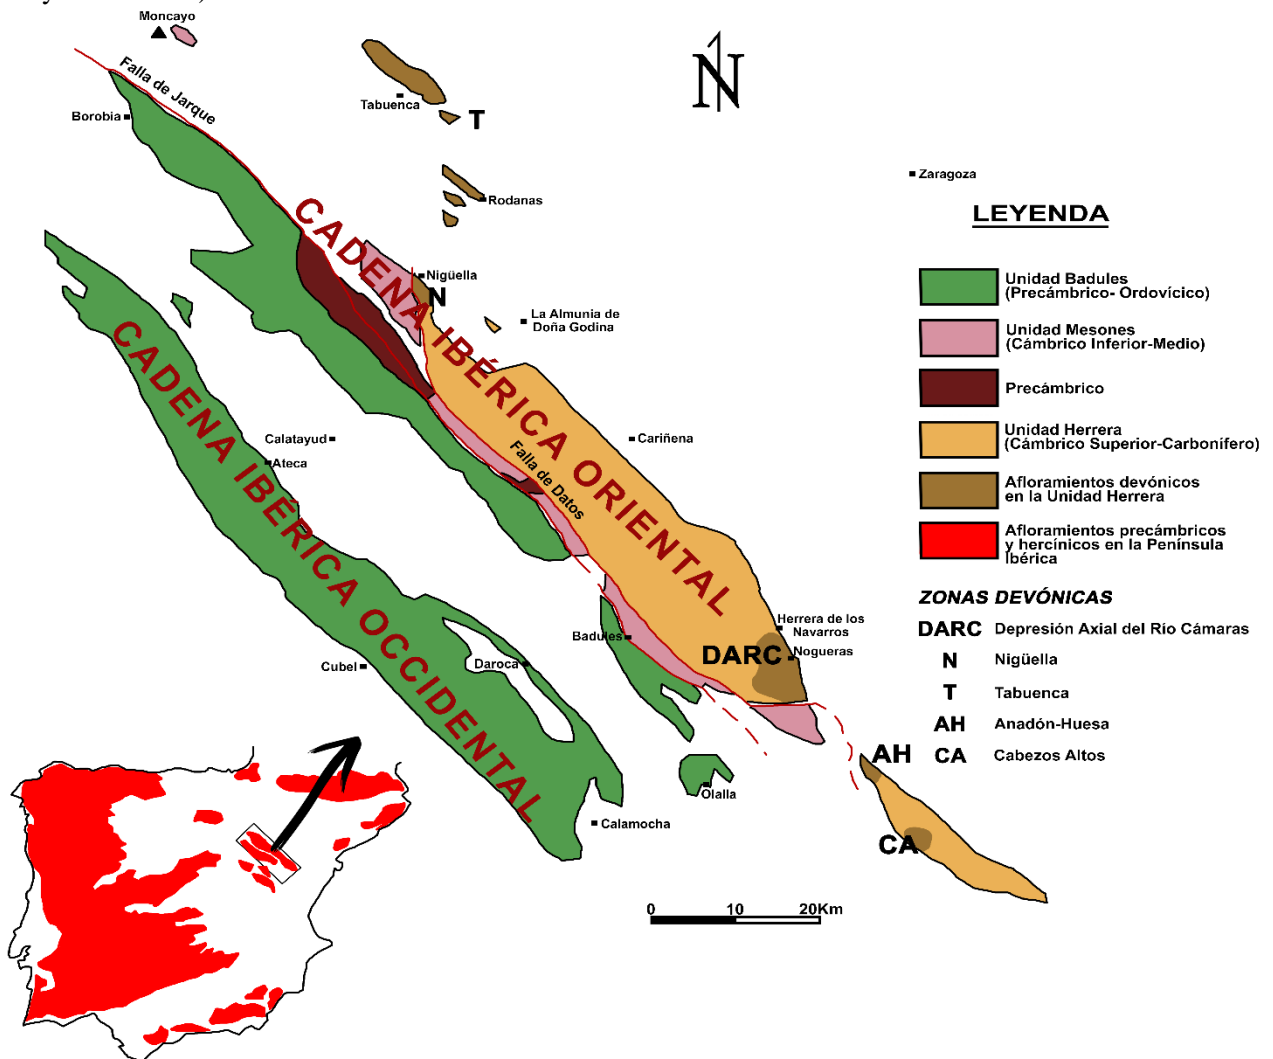 Moncayo
Falla de Jarque
Borobia
Tabuenca
T
N
Zaragoza
Rodanas
CADENA IBÉRICA ORIENTAL
Nigüella
N
La Almunia de
Doña Godina
CADENA IBÉRICA OCCIDENTAL
Calatayud
Ateca
Cariñena
Falla de Datos
Herrera de los
Navarros
Badules
DARC
Nogueras
Cubel
Daroca
AH
Olalla
Calamocha
CA
0 10 20Km
LEYENDA
Unidad Badules
(Precámbrico- Ordovícico)
Unidad Mesones
(Cámbrico Inferior-Medio)
Precámbrico
Unidad Herrera
(Cámbrico Superior-Carbonífero)
Afloramientos devónicos
en la Unidad Herrera
Afloramientos precámbricos
y hercínicos en la Península
Ibérica
ZONAS DEVÓNICAS
DARC Depresión Axial del Río Cámaras
N Nigüella
T Tabuenca
AH Anadón-Huesa
CA Cabezos Altos